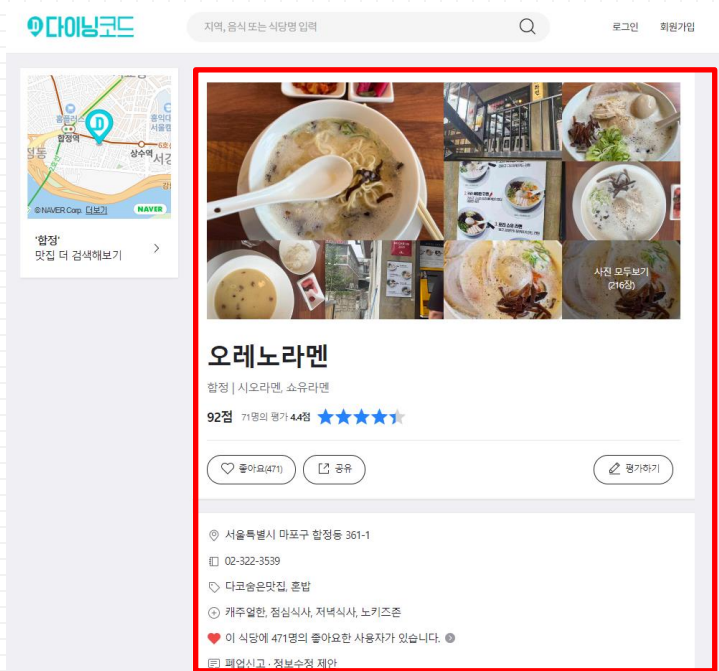 다이닝코드
지역, 음식 또는 식당명 입력
로그인 회원가입
홍플러스
합정역
상수역
6호선
© NAVER Corp. 더보기 NAVER
'합정'
맛집 더 검색해보기
사진 모두보기
(216장)
오레노라멘
합정 | 시오라멘, 쇼유라멘
92점 71명의 평가 4.4점
좋아요(471) 공유 평가하기
서울특별시 마포구 합정동 361-1
02-322-3539
다코숨은맛집, 혼밥
캐주얼한, 점심식사, 저녁식사, 노키즈존
이 식당에 471명의 좋아요한 사용자가 있습니다.
폐업신고 · 정보수정 제안